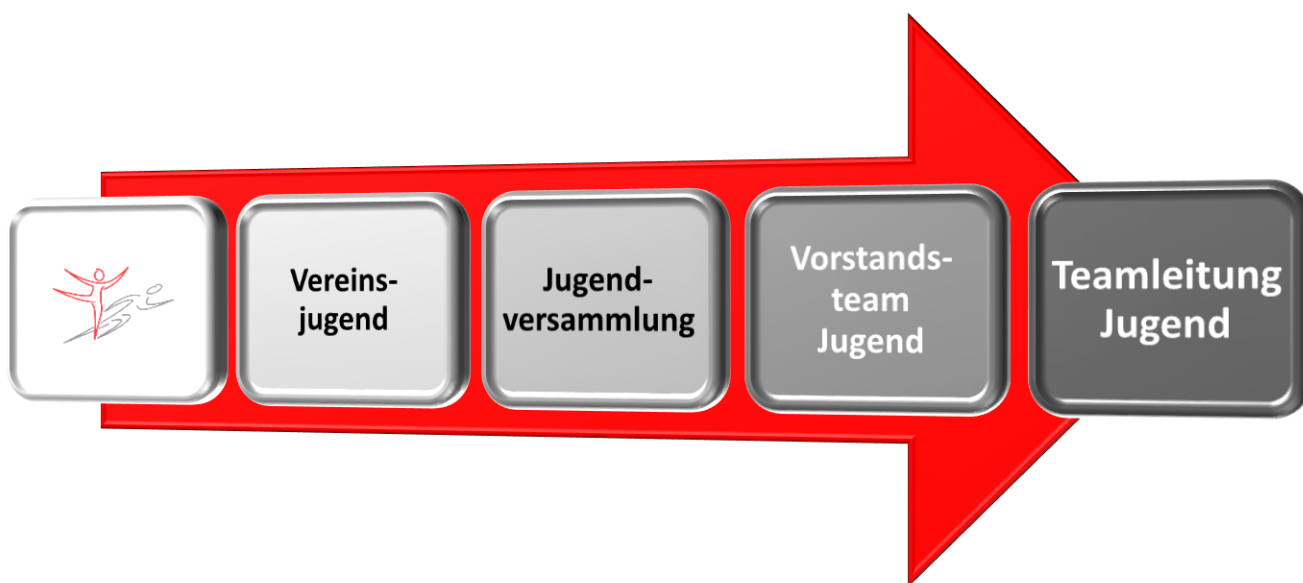 Vereins-
jugend
Jugend-
versammlung
Vorstands-
team
Jugend
Teamleitung
Jugend